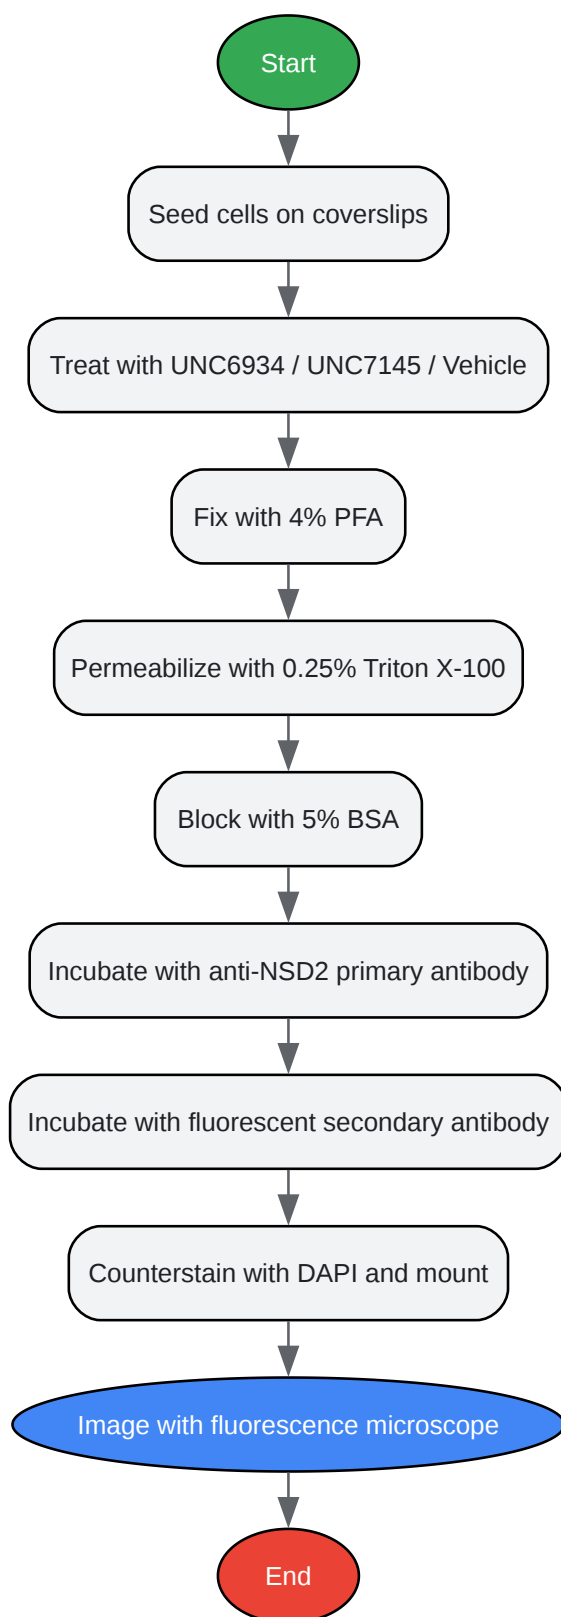 Start
Seed cells on coverslips
Treat with UNC6934 / UNC7145 / Vehicle
Fix with 4% PFA
Permeabilize with 0.25% Triton X-100
Block with 5% BSA
Incubate with anti-NSD2 primary antibody
Incubate with fluorescent secondary antibody
Counterstain with DAPI and mount
Image with fluorescence microscope
End